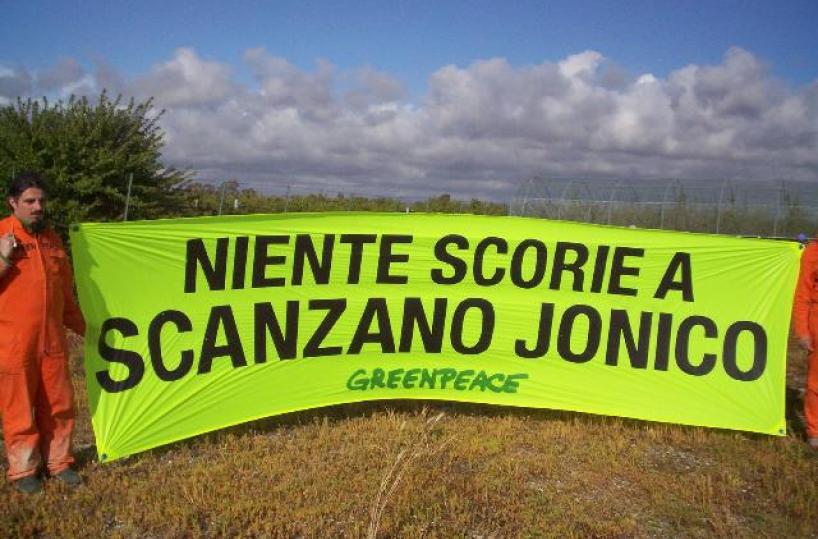 NIENTE SCORIE A
SCANZANO JONICO
GREENPEACE